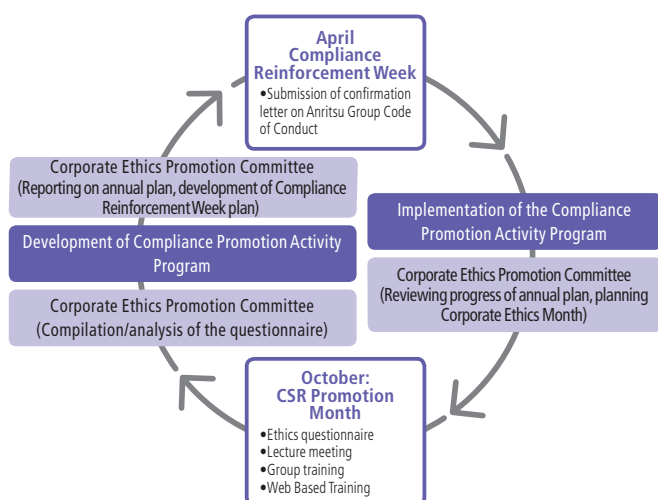 April
Compliance
Reinforcement Week
•Submission of confirmation
letter on Anritsu Group Code
of Conduct
Corporate Ethics Promotion Committee
(Reporting on annual plan, development of Compliance
Reinforcement Week plan)
Development of Compliance Promotion Activity
Program
Corporate Ethics Promotion Committee
(Compilation/analysis of the questionnaire)
Implementation of the Compliance
Promotion Activity Program
Corporate Ethics Promotion Committee
(Reviewing progress of annual plan, planning
Corporate Ethics Month)
October:
CSR Promotion
Month
•Ethics questionnaire
•Lecture meeting
•Group training
•Web Based Training